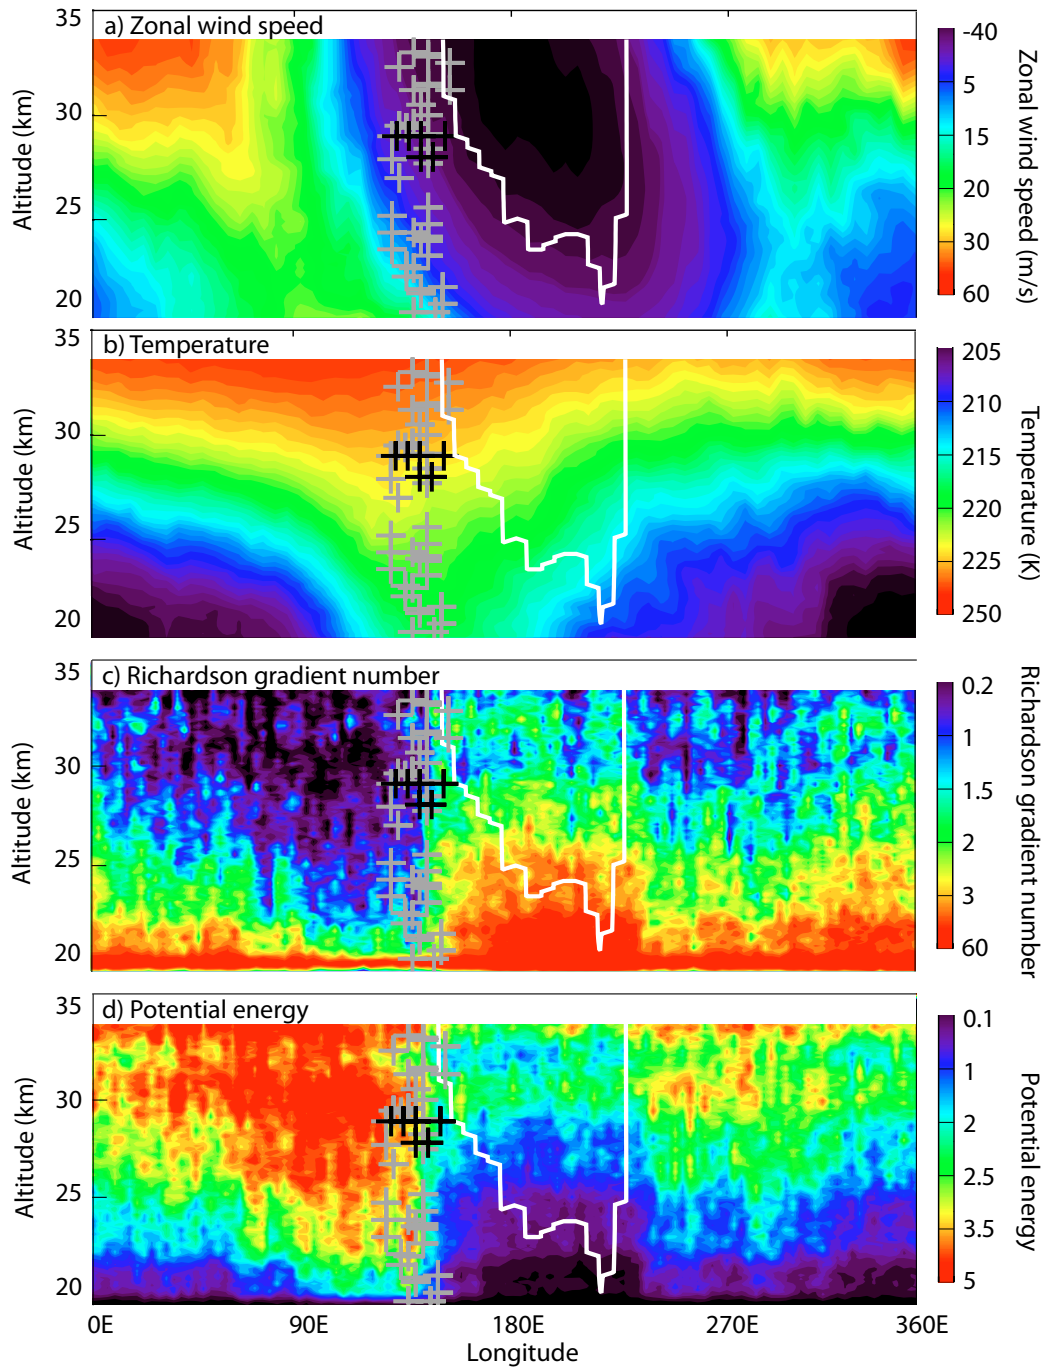 35
a) Zonal wind speed
30
25
20
Altitude (km)
-40
5
15
20
30
60
Zonal wind speed (m/s)
35
b) Temperature
30
25
20
Altitude (km)
205
210
215
220
225
250
Temperature (K)
35
c) Richardson gradient number
30
25
20
Altitude (km)
0.2
1
1.5
2
3
60
Richardson gradient number
35
d) Potential energy
30
25
20
Altitude (km)
0.1
1
2
2.5
3.5
5
Potential energy
0E
90E
180E
270E
360E
Longitude